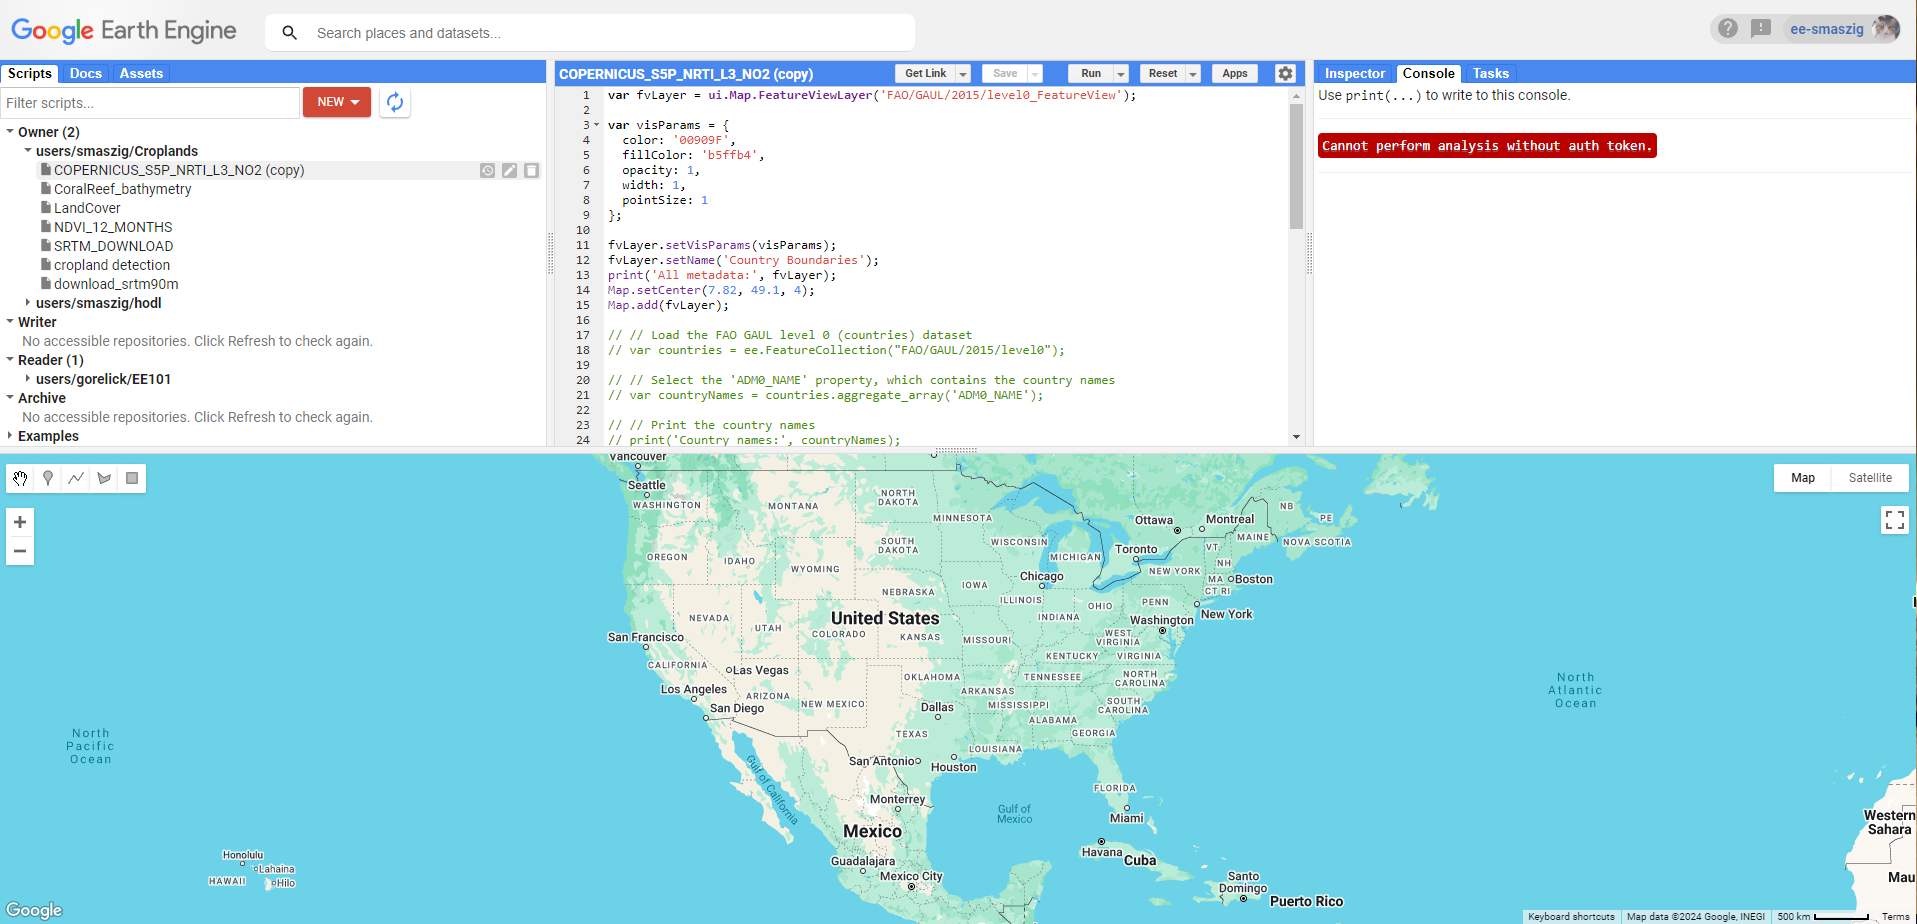 Google Earth Engine
Search places and datasets...
ee-smaszig
Scripts Docs Assets
Filter scripts...
NEW
Owner (2)
users/smaszig/Croplands
COPERNICUS_S5P_NRTI_L3_NO2 (copy)
CoralReef_bathymetry
LandCover
NDVI_12_MONTHS
SRTM_DOWNLOAD
cropland detection
download_srtm90m
users/smaszig/hodl
Writer
No accessible repositories. Click Refresh to check again.
Reader (1)
users/gorelick/EE101
Archive
No accessible repositories. Click Refresh to check again.
Examples
COPERNICUS_S5P_NRTI_L3_NO2 (copy)
Get Link Save Run Reset Apps
1 var fvLayer = ui.Map.FeatureViewLayer('FAO/GAUL/2015/level0_FeatureView');
2
3 var visParams = {
4 color: '00909F',
5 fillColor: 'b5ffb4',
6 opacity: 1,
7 width: 1,
8 pointSize: 1
9 };
10
11 fvLayer.setVisParams(visParams);
12 fvLayer.setName('Country Boundaries');
13 print('All metadata:', fvLayer);
14 Map.setCenter(7.82, 49.1, 4);
15 Map.add(fvLayer);
16
17 // // Load the FAO GAUL level 0 (countries) dataset
18 // var countries = ee.FeatureCollection("FAO/GAUL/2015/level0");
19
20 // // Select the 'ADM0_NAME' property, which contains the country names
21 // var countryNames = countries.aggregate_array('ADM0_NAME');
22
23 // // Print the country names
24 // print('Country names:', countryNames);
Inspector Console Tasks
Use print(...) to write to this console.
Cannot perform analysis without auth token.
Map Satellite
Vancouver
Seattle
WASHINGTON
MONTANA
NORTH
DAKOTA
MINNESOTA
Ottawa
Montreal
NB
PE
MAINE
NOVA SCOTIA
OREGON
IDAHO
WYOMING
SOUTH
DAKOTA
WISCONSIN
MICHIGAN
Toronto
VT
NH
NEW YORK
MA
Boston
CT RI
NEBRASKA
IOWA
Chicago
ILLINOIS
INDIANA
OHIO
PENN
New York
Washington
NEVADA
UTAH
COLORADO
United States
KANSAS
MISSOURI
WEST
VIRGINIA
KENTUCKY
VIRGINIA
San Francisco
CALIFORNIA
Las Vegas
Los Angeles
ARIZONA
NEW MEXICO
OKLAHOMA
ARKANSAS
TENNESSEE
NORTH
CAROLINA
San Diego
Dallas
MISSISSIPPI
ALABAMA
SOUTH
CAROLINA
GEORGIA
TEXAS
LOUISIANA
San Antonio
Houston
FLORIDA
Gulf of California
Monterrey
Gulf of
Mexico
Miami
Mexico
Havana
Cuba
Guadalajara
Mexico City
Santo
Domingo
Puerto Rico
North
Pacific
Ocean
North
Atlantic
Ocean
Honolulu
Lahaina
HAWAII
Hilo
Western
Sahara
Mau
Google
Keyboard shortcuts Map data ©2024 Google, INEGI 500 km Terms